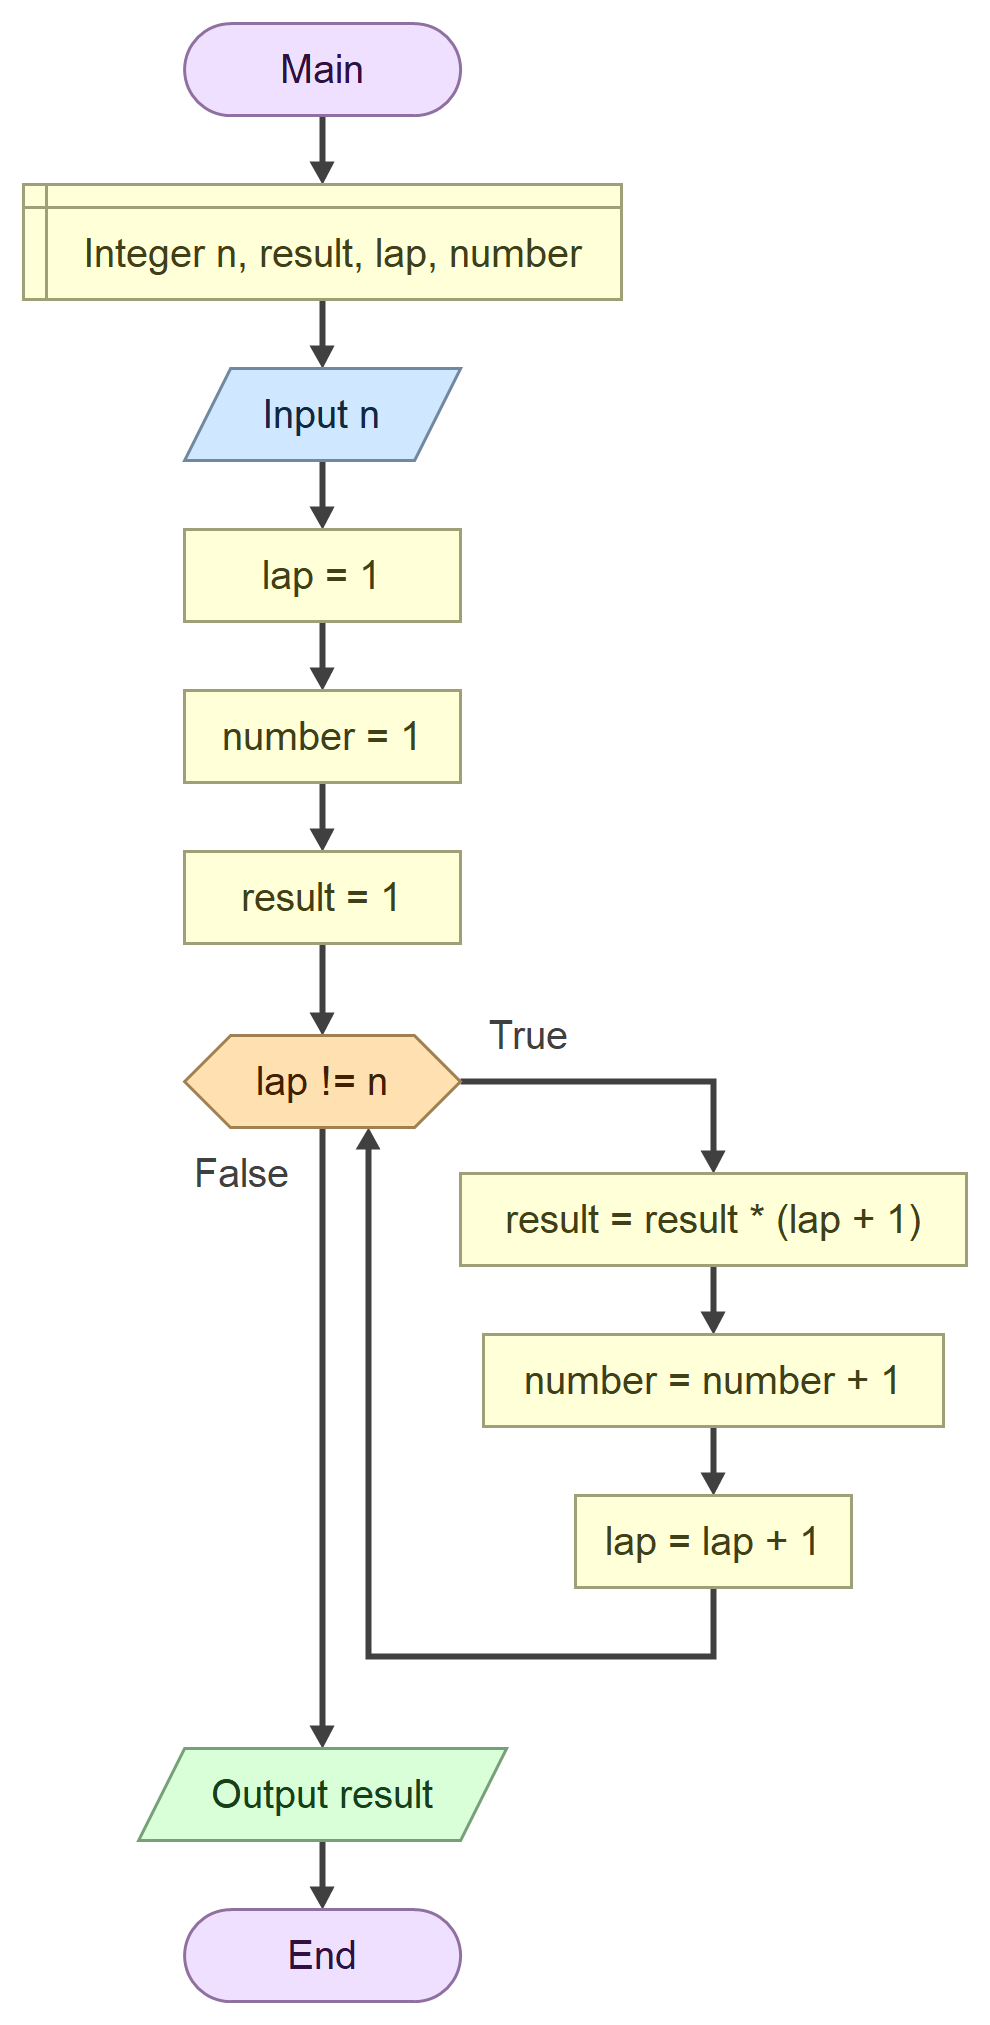 Main
Integer n, result, lap, number
Input n
lap = 1
number = 1
result = 1
lap != n
True
False
result = result * (lap + 1)
number = number + 1
lap = lap + 1
Output result
End